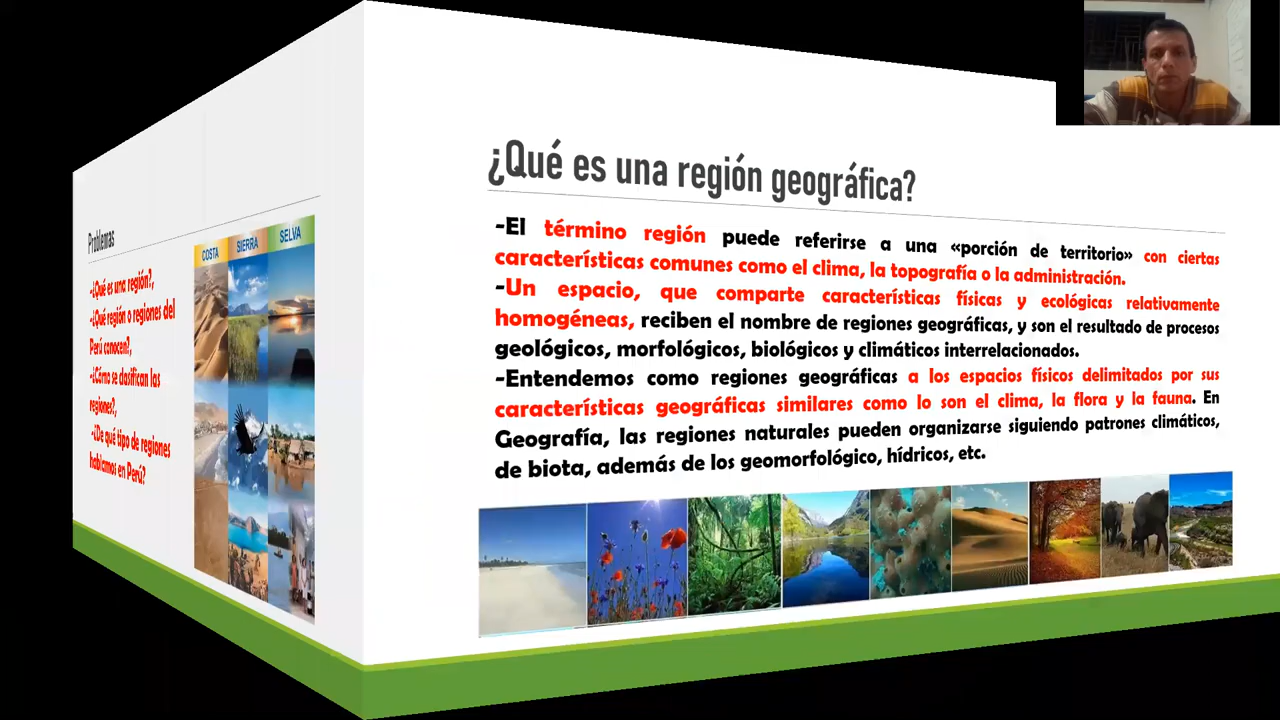 Problemas
COSTA SIERRA SELVA
-¿Qué es una región?,
-¿Qué región o regiones del
Perú conocen?,
-¿Cómo se clasifican las
regiones?,
-¿De qué tipo de regiones
hablamos en Perú?
¿Qué es una región geográfica?
-El término región puede referirse a una «porción de territorio» con ciertas
características comunes como el clima, la topografía o la administración.
-Un espacio, que comparte características físicas y ecológicas relativamente
homogéneas, reciben el nombre de regiones geográficas, y son el resultado de procesos
geológicos, morfológicos, biológicos y climáticos interrelacionados.
-Entendemos como regiones geográficas a los espacios físicos delimitados por sus
características geográficas similares como lo son el clima, la flora y la fauna. En
Geografía, las regiones naturales pueden organizarse siguiendo patrones climáticos,
de biota, además de los geomorfológico, hídricos, etc.